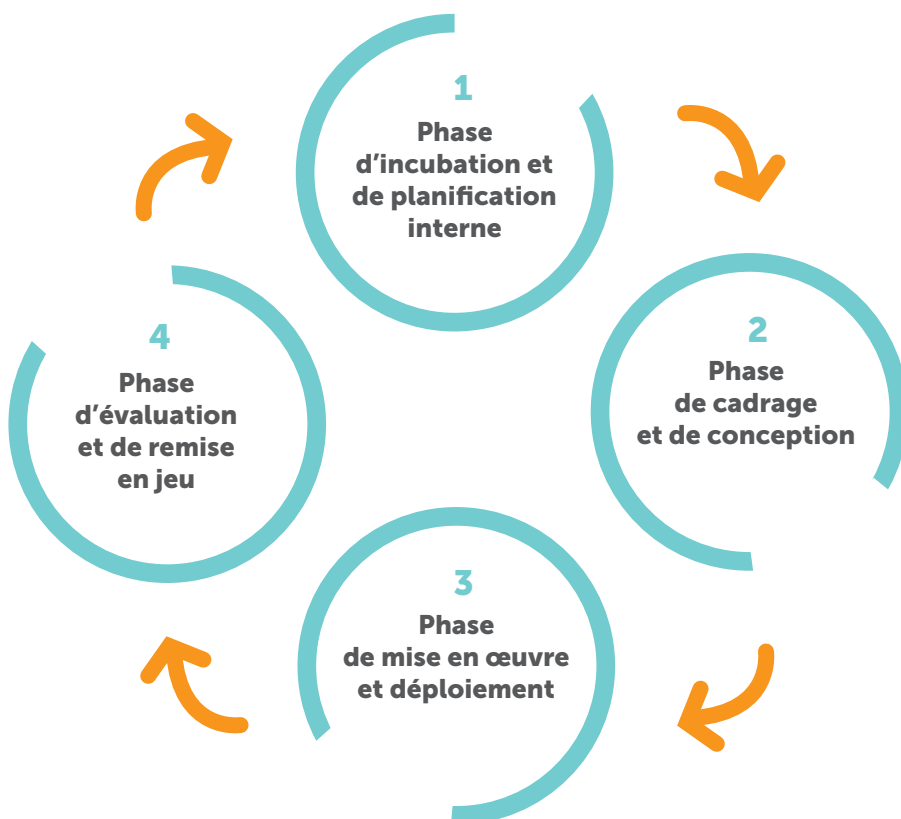 1
Phase
d’incubation et
de planification
interne
2
Phase
de cadrage
et de conception
3
Phase
de mise en œuvre
et déploiement
4
Phase
d’évaluation
et de remise
en jeu